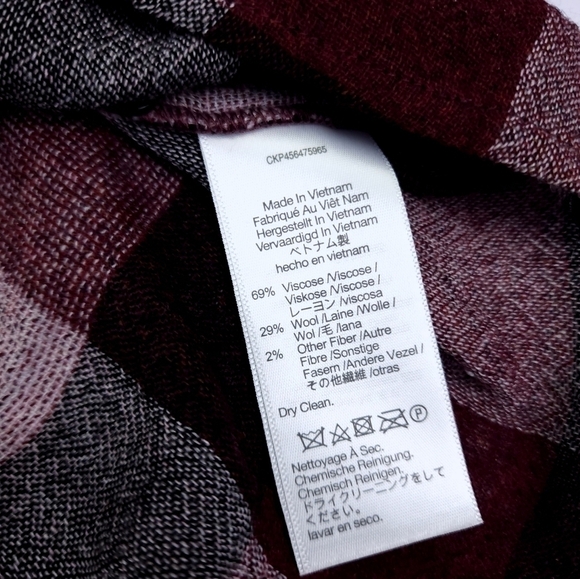 CKP456475965
Made In Vietnam
Fabriqué Au Viêt Nam
Hergestellt In Vietnam
Vervaardigd In Vietnam
ベトナム製
hecho en vietnam
69% Viscose /Viscose /
Viskose /Viscose /
レーヨン /viscosa
29% Wool /Laine /Wolle /
Wol /毛 /lana
2% Other Fiber /Autre
Fibre /Sonstige
Fasern /Andere Vezel /
その他繊維 /otras
Dry Clean.
P
Nettoyage À Sec.
Chemische Reinigung.
Chemisch Reinigen.
ドライクリーニングをして
ください。
lavar en seco.